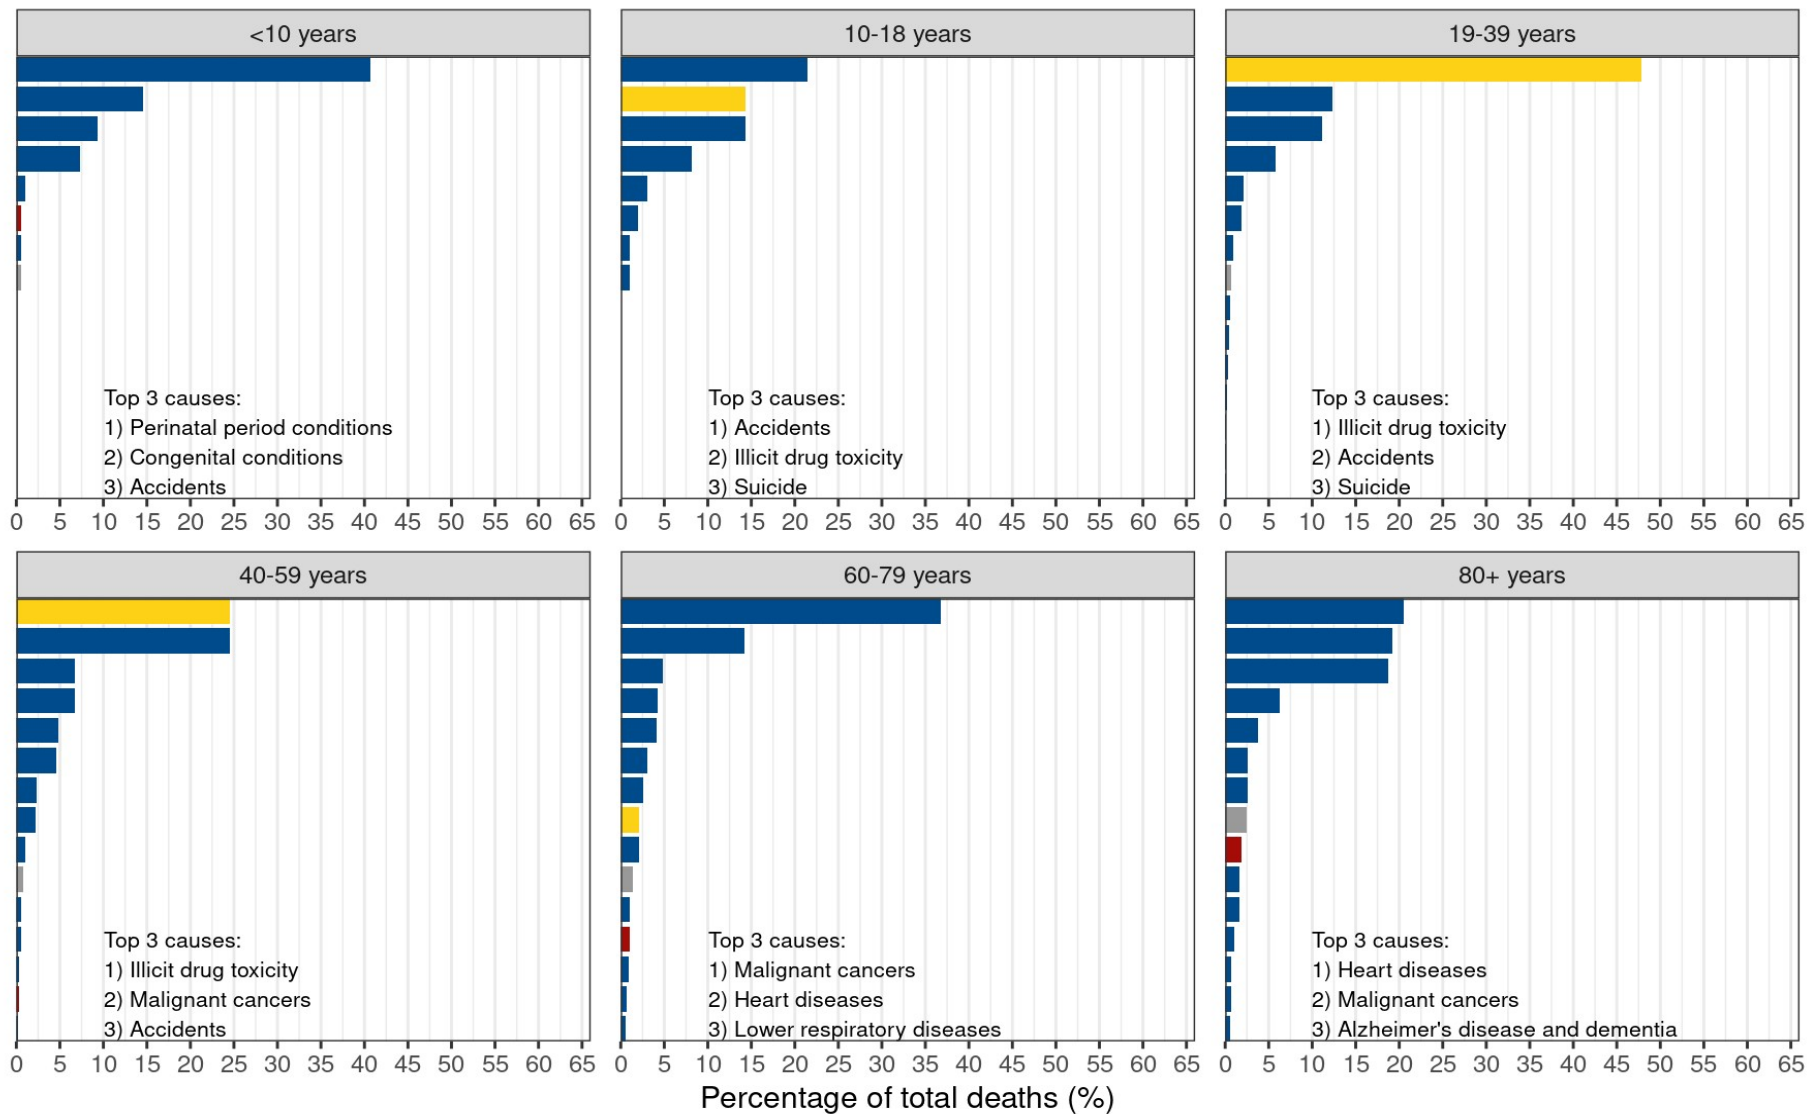 <10 years
10-18 years
19-39 years
Top 3 causes:
1) Perinatal period conditions
2) Congenital conditions
3) Accidents
Top 3 causes:
1) Accidents
2) Illicit drug toxicity
3) Suicide
Top 3 causes:
1) Illicit drug toxicity
2) Accidents
3) Suicide
0 5 10 15 20 25 30 35 40 45 50 55 60 65
0 5 10 15 20 25 30 35 40 45 50 55 60 65
0 5 10 15 20 25 30 35 40 45 50 55 60 65
40-59 years
60-79 years
80+ years
Top 3 causes:
1) Illicit drug toxicity
2) Malignant cancers
3) Accidents
Top 3 causes:
1) Malignant cancers
2) Heart diseases
3) Lower respiratory diseases
Top 3 causes:
1) Heart diseases
2) Malignant cancers
3) Alzheimer's disease and dementia
0 5 10 15 20 25 30 35 40 45 50 55 60 65
0 5 10 15 20 25 30 35 40 45 50 55 60 65
0 5 10 15 20 25 30 35 40 45 50 55 60 65
Percentage of total deaths (%)